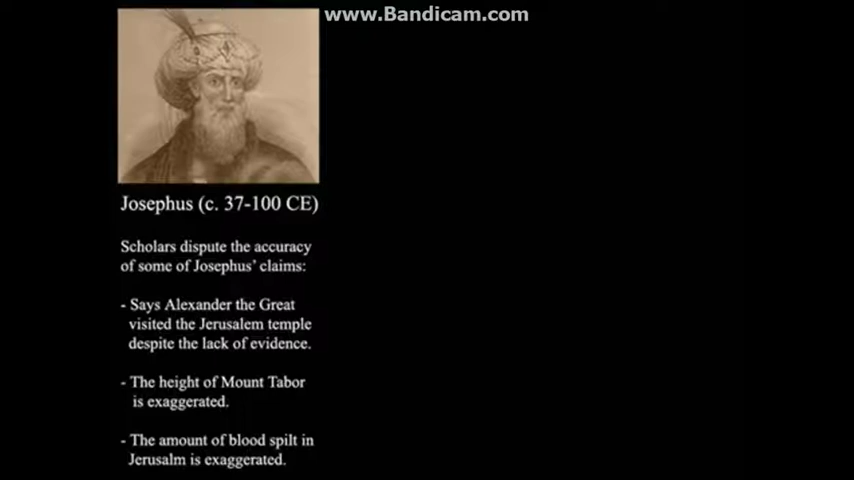 www.Bandicam.com
Josephus (c. 37-100 CE)
Scholars dispute the accuracy
of some of Josephus' claims:
- Says Alexander the Great
visited the Jerusalem temple
despite the lack of evidence.
- The height of Mount Tabor
is exaggerated.
- The amount of blood spilt in
Jerusalm is exaggerated.